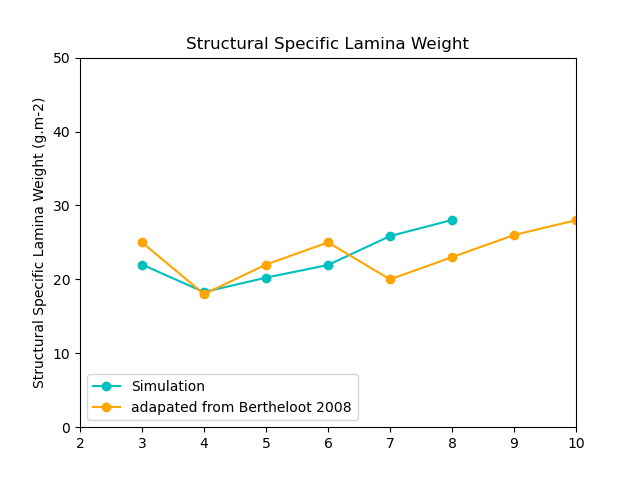 Structural Specific Lamina Weight
Structural Specific Lamina Weight (g.m-2)
50
40
30
20
10
0
Simulation
adapated from Bertheloot 2008
2 3 4 5 6 7 8 9 10